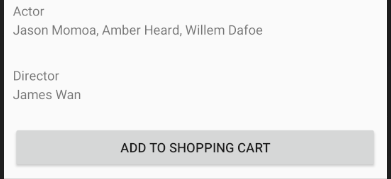 Actor
Jason Momoa, Amber Heard, Willem Dafoe
Director
James Wan
ADD TO SHOPPING CART